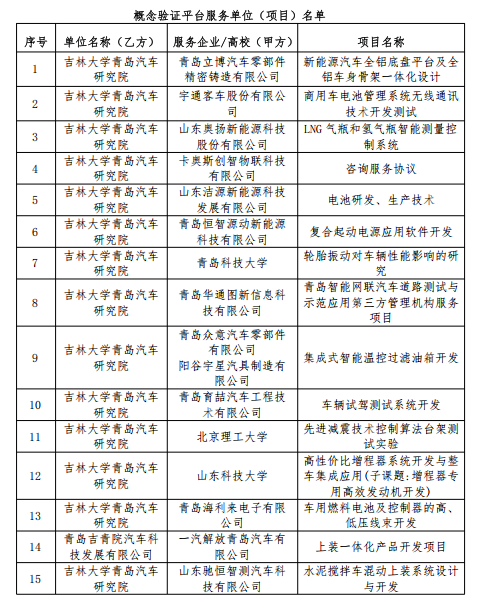 概念验证平台服务单位（项目）名单
序号 单位名称（乙方） 服务企业/高校（甲方） 项目名称
1 吉林大学青岛汽车研究院 青岛立博汽车零部件精密铸造有限公司 新能源汽车全铝底盘平台及全铝车身骨架一体化设计
2 吉林大学青岛汽车研究院 宇通客车股份有限公司 商用车电池管理系统无线通讯技术开发测试
3 吉林大学青岛汽车研究院 山东奥扬新能源科技股份有限公司 LNG 气瓶和氢气瓶智能测量控制系统
4 吉林大学青岛汽车研究院 卡奥斯创智物联科技有限公司 咨询服务协议
5 吉林大学青岛汽车研究院 山东洁源新能源科技发展有限公司 电池研发、生产技术
6 吉林大学青岛汽车研究院 青岛恒智源动新能源科技有限公司 复合起动电源应用软件开发
7 吉林大学青岛汽车研究院 青岛科技大学 轮胎振动对车辆性能影响的研究
8 吉林大学青岛汽车研究院 青岛华通图新信息科技有限公司 青岛智能网联汽车道路测试与示范应用第三方管理机构服务项目
9 吉林大学青岛汽车研究院 青岛众意汽车零部件有限公司 阳谷宇星汽具制造有限公司 集成式智能温控过滤油箱开发
10 吉林大学青岛汽车研究院 青岛育喆汽车工程技术有限公司 车辆试驾测试系统开发
11 吉林大学青岛汽车研究院 北京理工大学 先进减震技术控制算法台架测试实验
12 吉林大学青岛汽车研究院 山东科技大学 高性价比增程器系统开发与整车集成应用(子课题:增程器专用高效发动机开发)
13 吉林大学青岛汽车研究院 青岛海利来电子有限公司 车用燃料电池及控制器的高、低压线束开发
14 青岛吉青院汽车科技发展有限公司 一汽解放青岛汽车有限公司 上装一体化产品开发项目
15 吉林大学青岛汽车研究院 山东驰恒智测汽车科技有限公司 水泥搅拌车混动上装系统设计与开发